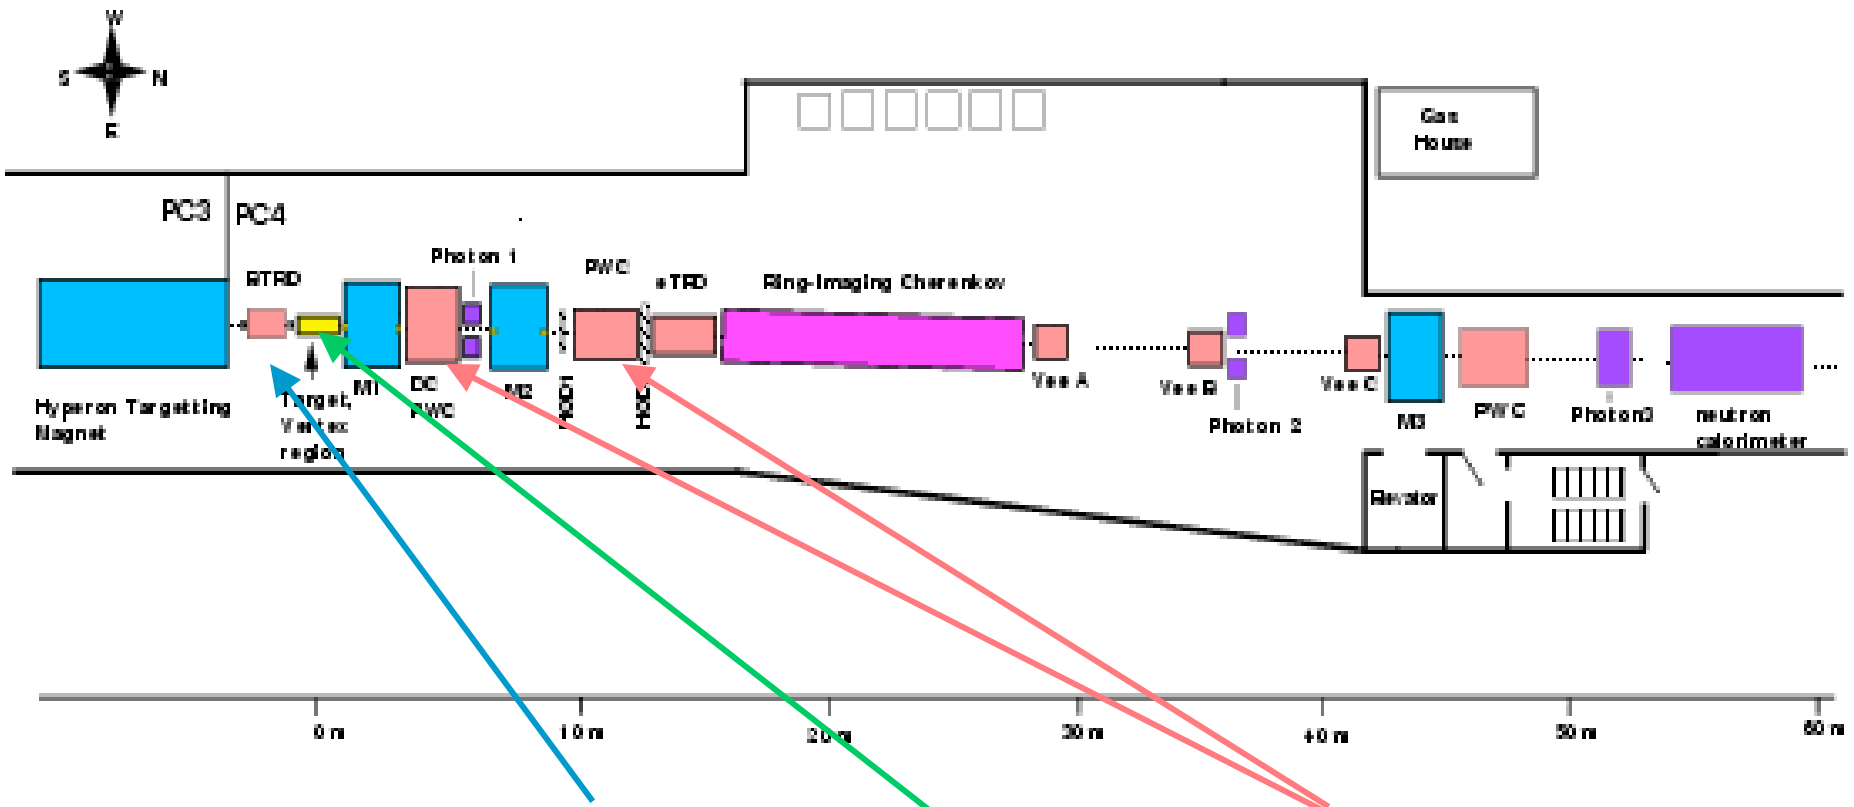 W
S N
E
Gas
House
PC3 PC4
BTRD
Photon 1
PWC
eTRD
Ring-Imaging Cherenkov
Hyperon Targetting
Magnet
Target,
Vertex
region
M1
DC
PWC
M2
HOD1
Vee A
Vee B
Photon 2
Vee C
M3
PWC
Photon3
neutron
calorimeter
Elevator
0 m
10 m
20 m
30 m
40 m
50 m
60 m